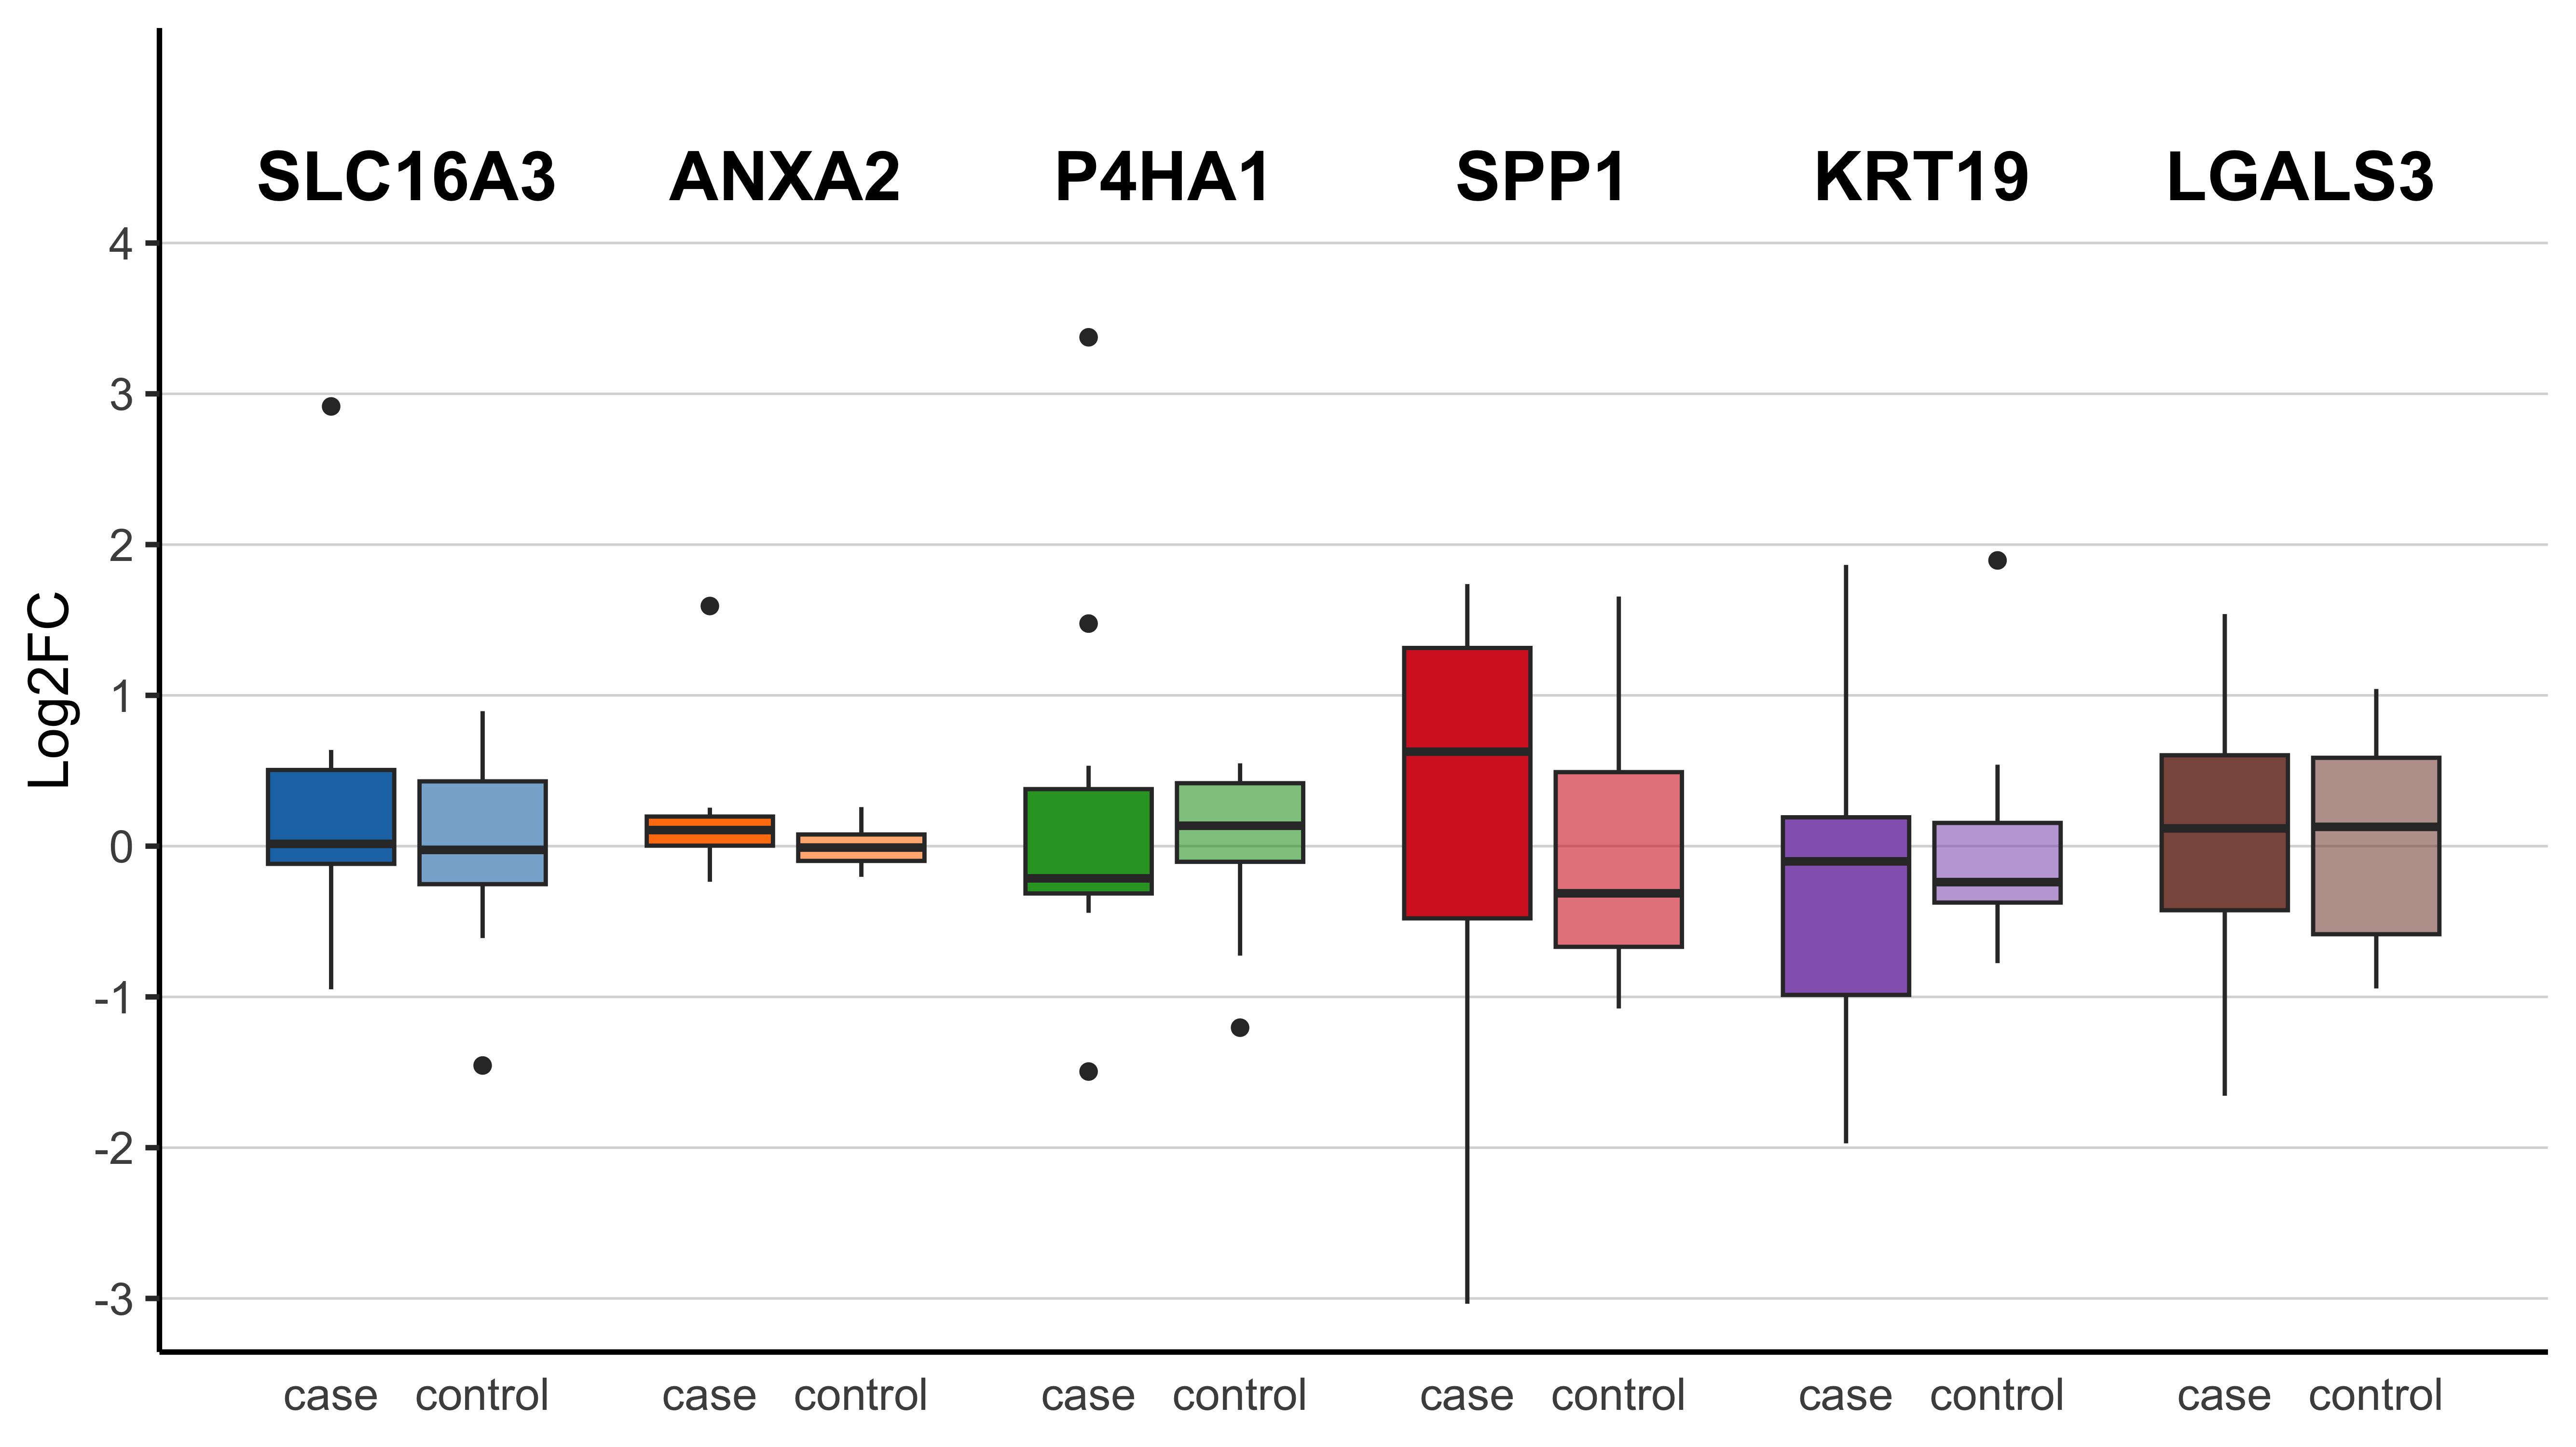 SLC16A3 ANXA2 P4HA1 SPP1 KRT19 LGALS3
4
3
2
1
0
-1
-2
-3
Log2FC
case control case control case control case control case control case control